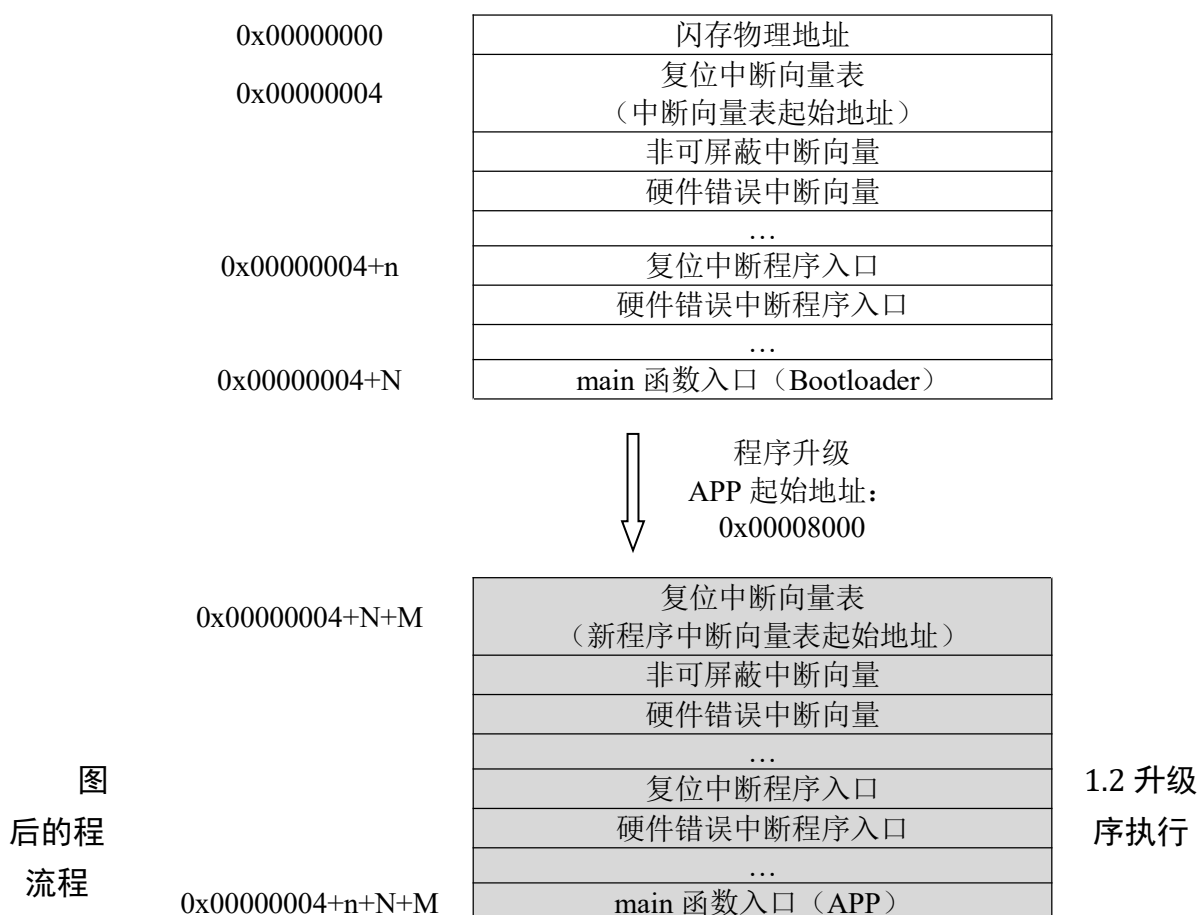 0x00000000 闪存物理地址
0x00000004 复位中断向量表
（中断向量表起始地址）
非可屏蔽中断向量
硬件错误中断向量
…
0x00000004+n 复位中断程序入口
硬件错误中断程序入口
…
0x00000004+N main 函数入口（Bootloader）
程序升级
APP 起始地址：
0x00008000
0x00000004+N+M 复位中断向量表
（新程序中断向量表起始地址）
非可屏蔽中断向量
硬件错误中断向量
…
复位中断程序入口
硬件错误中断程序入口
…
0x00000004+n+N+M main 函数入口（APP）
图 1.2 升级
后的程 序执行
流程